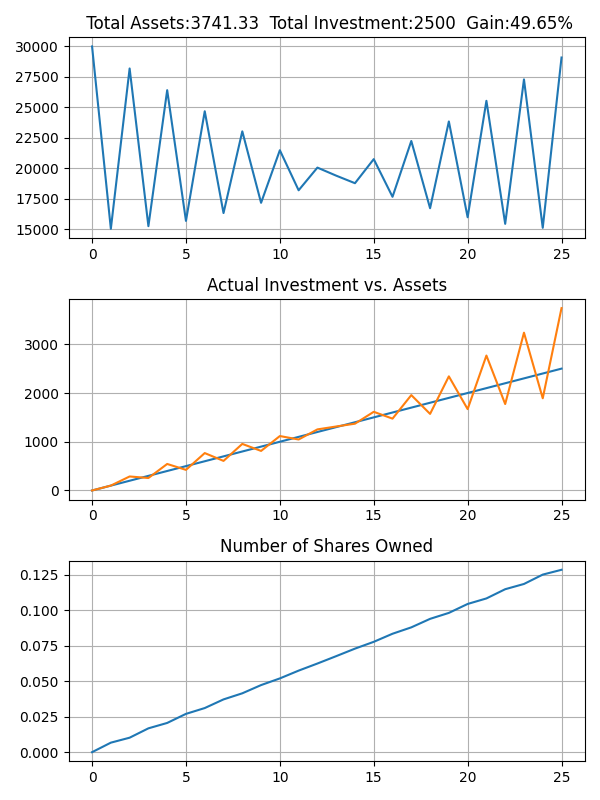 Total Assets:3741.33 Total Investment:2500 Gain:49.65%
30000
27500
25000
22500
20000
17500
15000
0 5 10 15 20 25
Actual Investment vs. Assets
3000
2000
1000
0
0 5 10 15 20 25
Number of Shares Owned
0.125
0.100
0.075
0.050
0.025
0.000
0 5 10 15 20 25